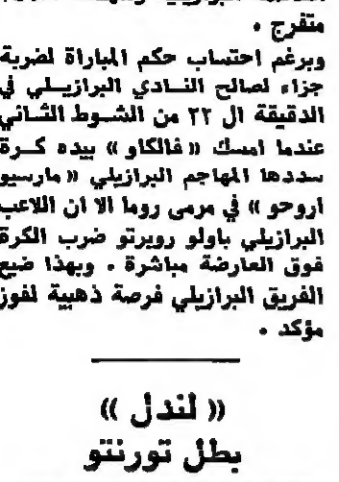 متفرج .
وبرغم احتساب حكم المباراة لضربة
جزاء لصالح النادي البرازيلي في
الدقيقة ال ٢٢ من الشوط الثاني
عندما امسك « فالكاو » بيده كرة
سددها المهاجم البرازيلي « مارسيو
اروحو » في مرمى روما الا ان اللاعب
البرازيلي باولو روبرتو ضرب الكرة
فوق العارضة مباشرة . وبهذا ضيع
الفريق البرازيلي فرصة ذهبية لفوز
مؤكد .
« لندل »
بطل تورنتو